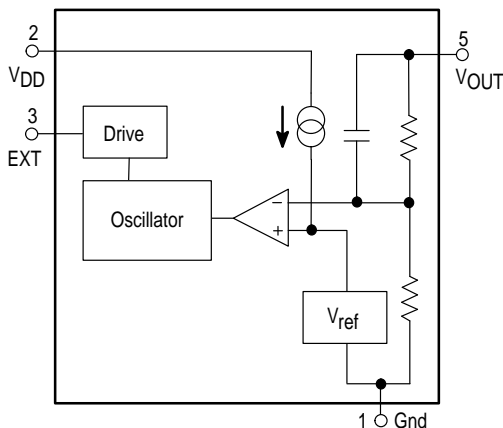 2
VDD
3
EXT
Drive
Oscillator
−
+
Vref
5
VOUT
1 Gnd